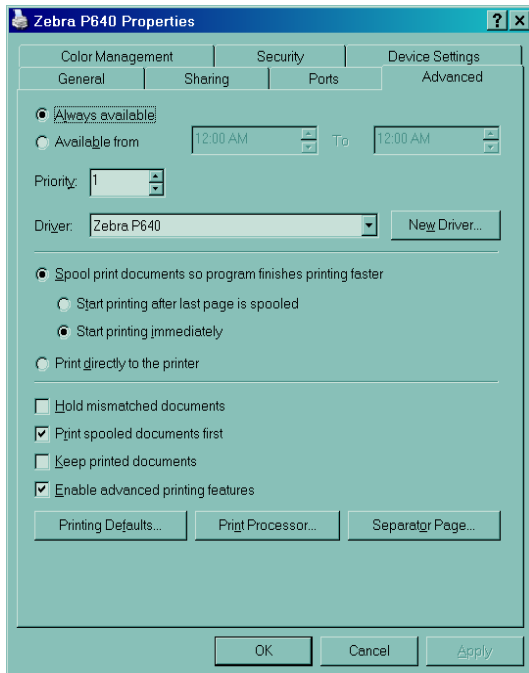 Zebra P640 Properties
Color Management Security Device Settings
General Sharing Ports Advanced
Always available
Available from 12:00 AM To 12:00 AM
Priority: 1
Driver: Zebra P640 New Driver...
Spool print documents so program finishes printing faster
Start printing after last page is spooled
Start printing immediately
Print directly to the printer
Hold mismatched documents
Print spooled documents first
Keep printed documents
Enable advanced printing features
Printing Defaults... Print Processor... Separator Page...
OK Cancel Apply